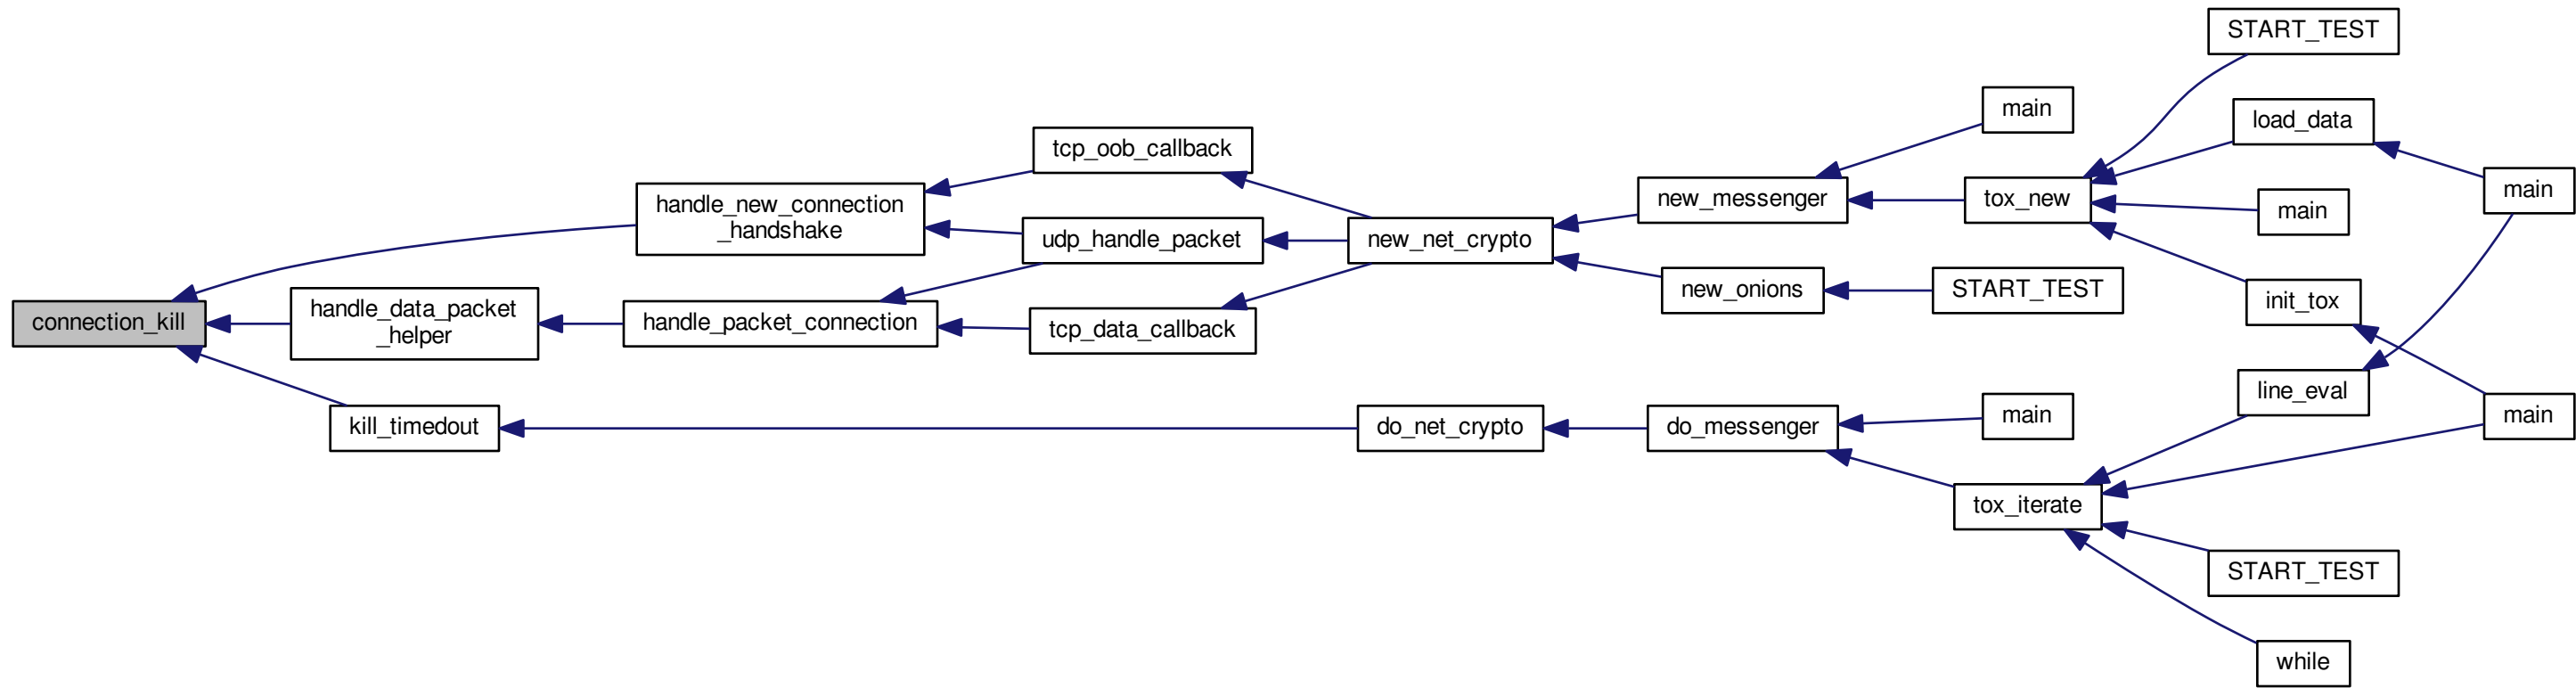 connection_kill
handle_new_connection
_handshake
handle_data_packet
_helper
kill_timedout
handle_packet_connection
tcp_oob_callback
udp_handle_packet
tcp_data_callback
new_net_crypto
do_net_crypto
new_messenger
new_onions
do_messenger
main
tox_new
START_TEST
main
tox_iterate
START_TEST
load_data
main
init_tox
line_eval
START_TEST
while
main
main